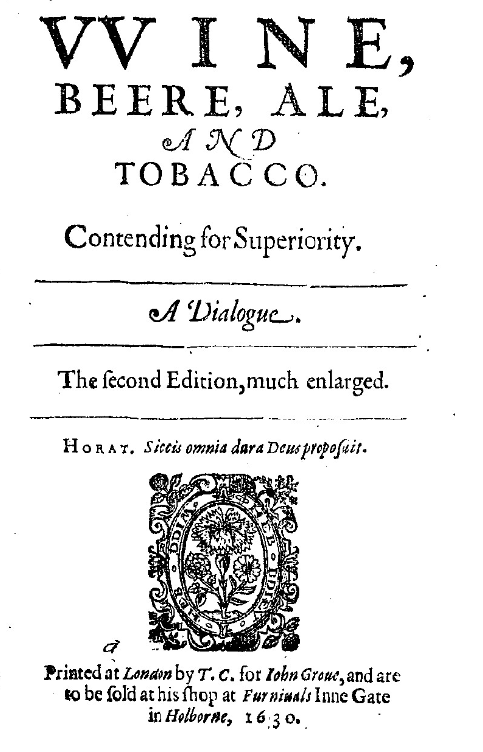 VVINE,
BEERE, ALE,
AND
TOBACCO.
Contending for Superiority.
A Dialogue.
The ſecond Edition, much enlarged.
HORAT. Siccis omnia dura Deus propoſuit.
Printed at London by T. C. for Iohn Groue, and are
to be ſold at his ſhop at Furniuals Inne Gate
in Holborne, 1630.